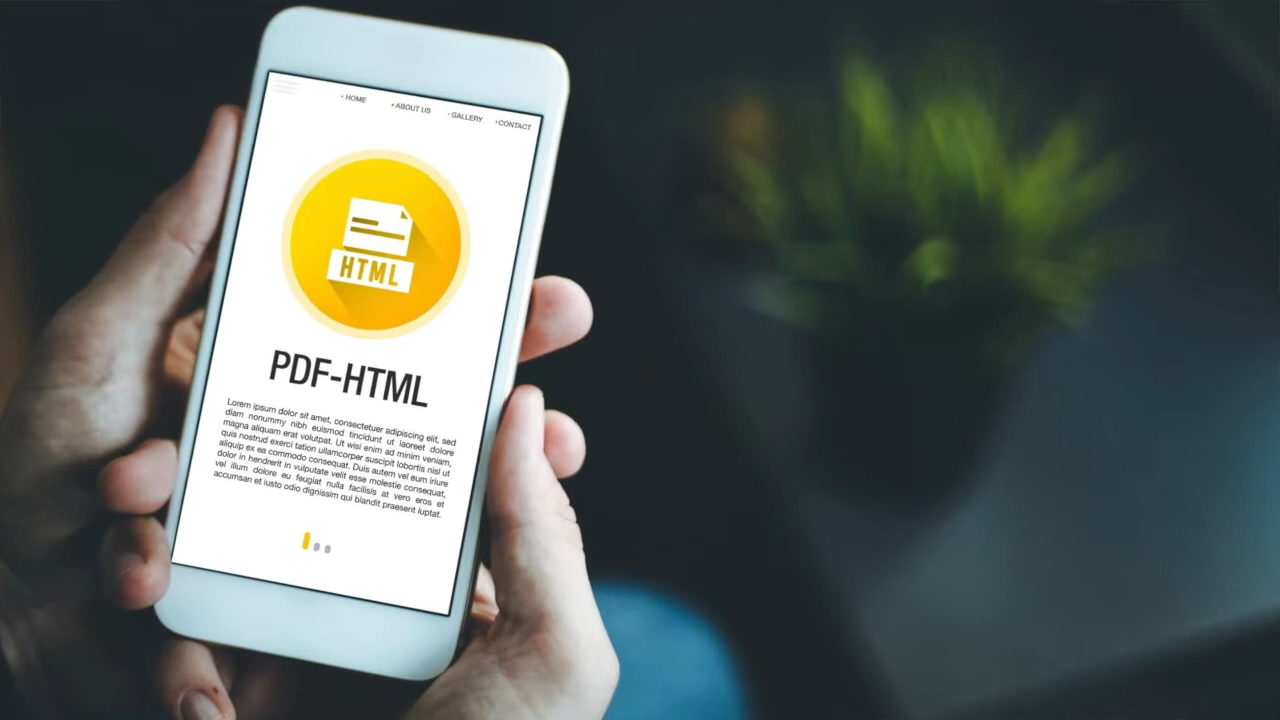 HOME
ABOUT US
GALLERY
CONTACT
HTML
PDF-HTML
Lorem ipsum dolor sit amet, consectetuer adipiscing elit, sed
diam nonummy nibh euismod tincidunt ut laoreet dolore
magna aliquam erat volutpat. Ut wisi enim ad minim veniam,
quis nostrud exerci tation ullamcorper suscipit lobortis nisl ut
aliquip ex ea commodo consequat. Duis autem vel eum iriure
dolor in hendrerit in vulputate velit esse molestie consequat,
vel illum dolore eu feugiat nulla facilisis at vero eros et
accumsan et iusto odio dignissim qui blandit praesent luptat.